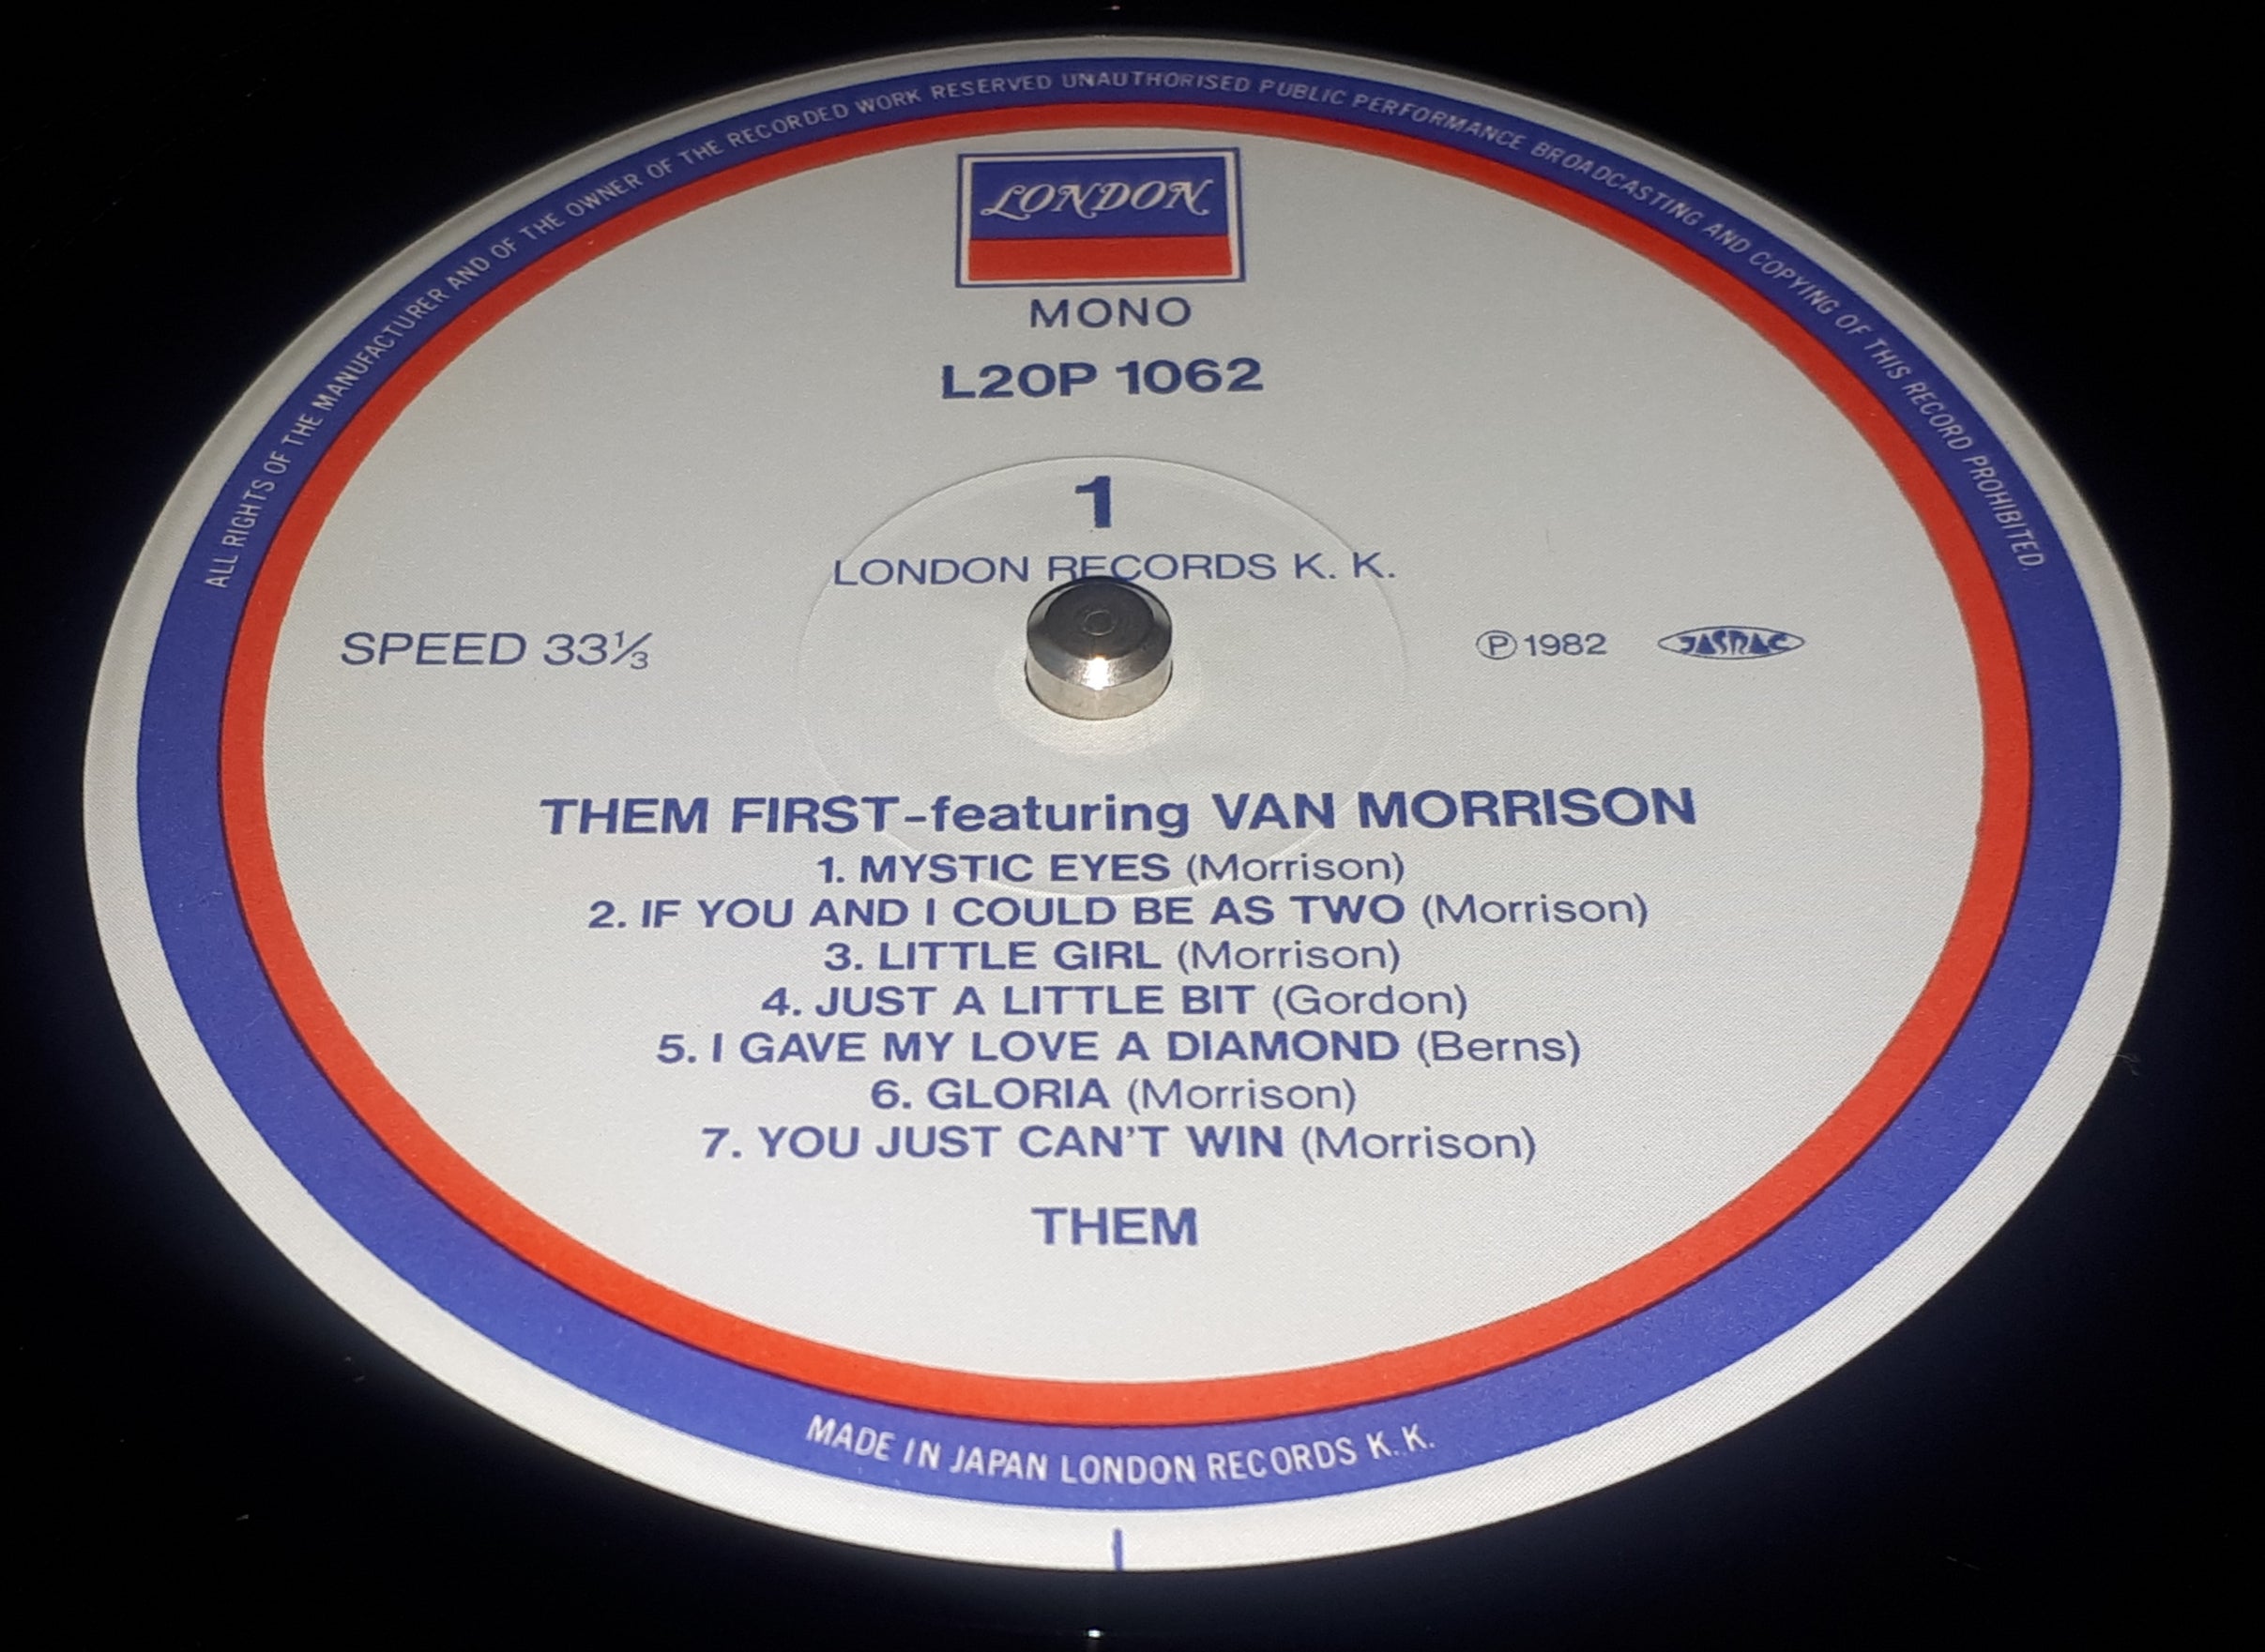 ALL RIGHTS OF THE MANUFACTURER AND OF THE OWNER OF THE RECORDED WORK RESERVED UNAUTHORISED PUBLIC PERFORMANCE BROADCASTING AND COPYING OF THIS RECORD PROHIBITED.
LONDON
MONO
L20P 1062
1
LONDON RECORDS K. K.
SPEED 33⅓
Ⓟ1982 JASRAC
THEM FIRST-featuring VAN MORRISON
1. MYSTIC EYES (Morrison)
2. IF YOU AND I COULD BE AS TWO (Morrison)
3. LITTLE GIRL (Morrison)
4. JUST A LITTLE BIT (Gordon)
5. I GAVE MY LOVE A DIAMOND (Berns)
6. GLORIA (Morrison)
7. YOU JUST CAN'T WIN (Morrison)
THEM
MADE IN JAPAN LONDON RECORDS K. K.